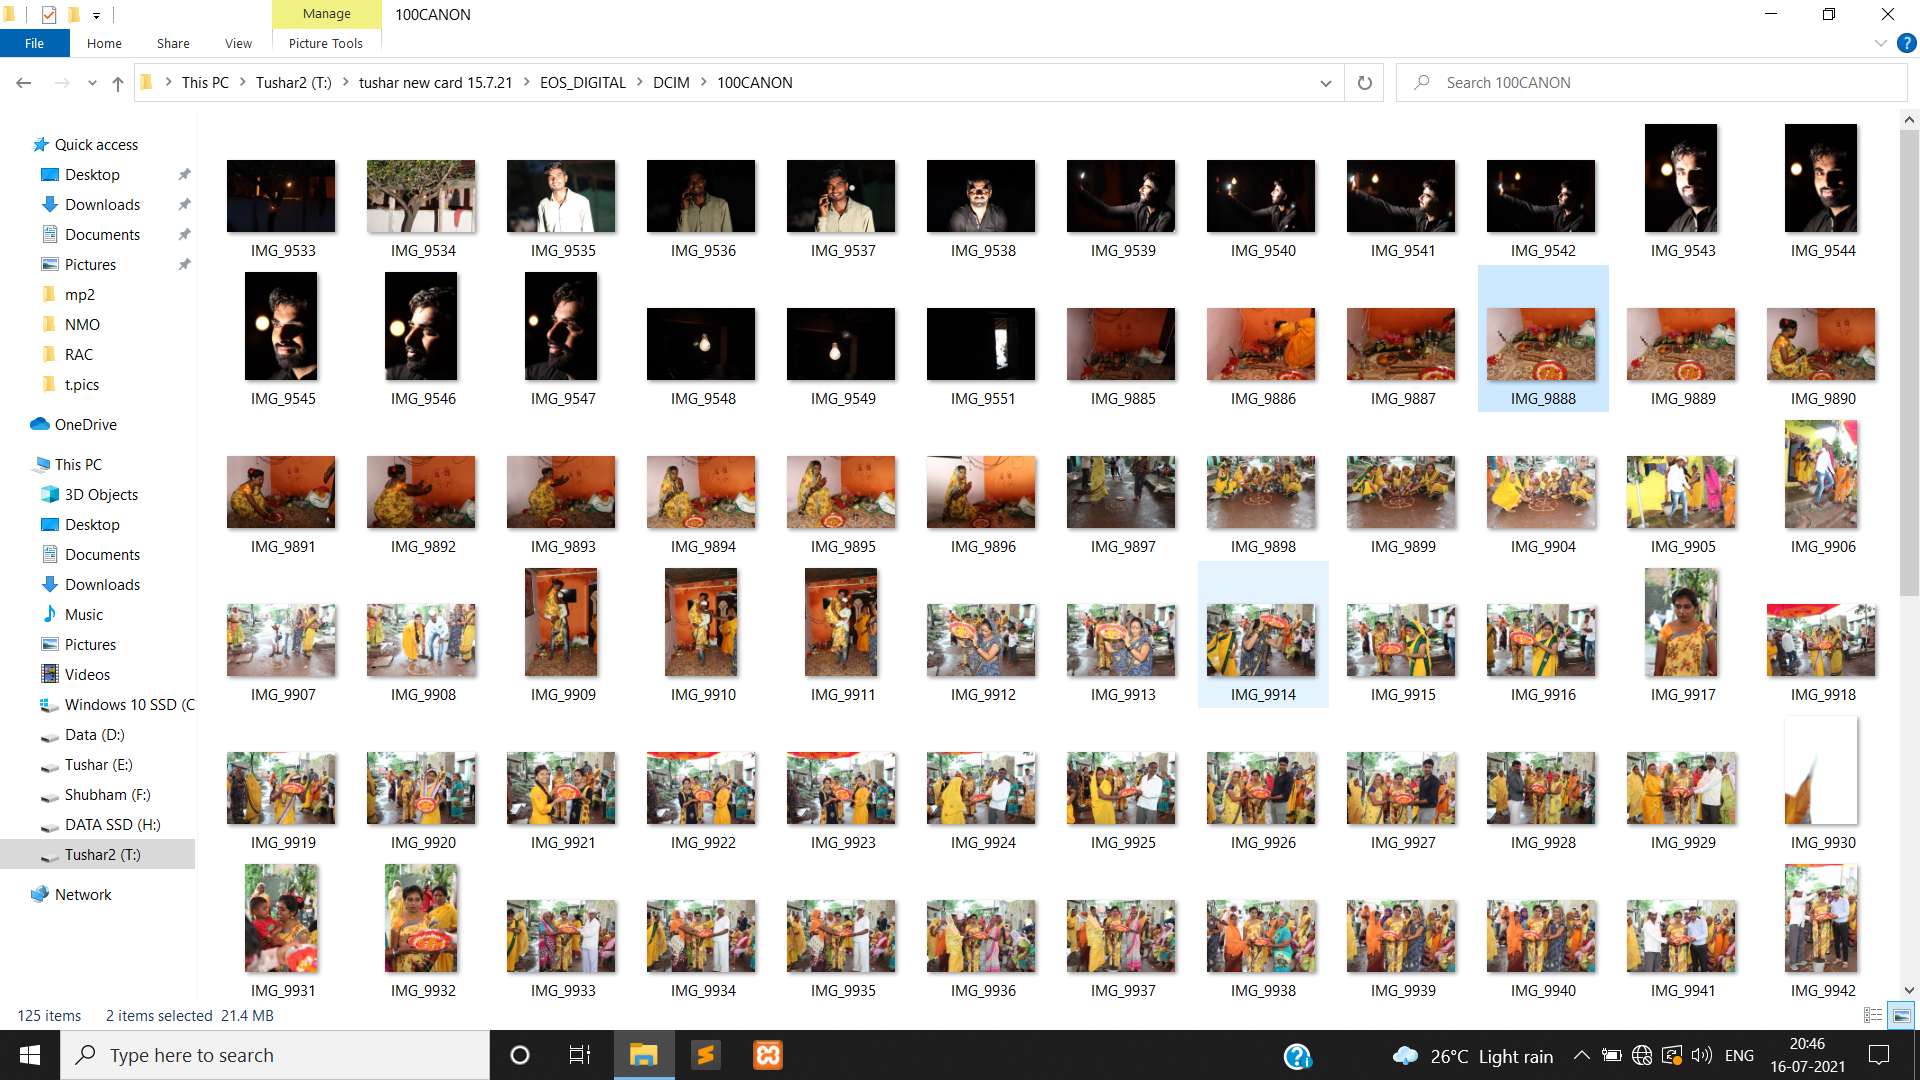 Manage 100CANON
File Home Share View Picture Tools
This PC Tushar2 (T:) tushar new card 15.7.21 EOS_DIGITAL DCIM 100CANON Search 100CANON
Quick access
Desktop
Downloads
Documents
Pictures
mp2
NMO
RAC
t.pics
OneDrive
This PC
3D Objects
Desktop
Documents
Downloads
Music
Pictures
Videos
Windows 10 SSD (C
Data (D:)
Tushar (E:)
Shubham (F:)
DATA SSD (H:)
Tushar2 (T:)
Network
IMG_9533 IMG_9534 IMG_9535 IMG_9536 IMG_9537 IMG_9538 IMG_9539 IMG_9540 IMG_9541 IMG_9542 IMG_9543 IMG_9544
IMG_9545 IMG_9546 IMG_9547 IMG_9548 IMG_9549 IMG_9551 IMG_9885 IMG_9886 IMG_9887 IMG_9888 IMG_9889 IMG_9890
IMG_9891 IMG_9892 IMG_9893 IMG_9894 IMG_9895 IMG_9896 IMG_9897 IMG_9898 IMG_9899 IMG_9904 IMG_9905 IMG_9906
IMG_9907 IMG_9908 IMG_9909 IMG_9910 IMG_9911 IMG_9912 IMG_9913 IMG_9914 IMG_9915 IMG_9916 IMG_9917 IMG_9918
IMG_9919 IMG_9920 IMG_9921 IMG_9922 IMG_9923 IMG_9924 IMG_9925 IMG_9926 IMG_9927 IMG_9928 IMG_9929 IMG_9930
IMG_9931 IMG_9932 IMG_9933 IMG_9934 IMG_9935 IMG_9936 IMG_9937 IMG_9938 IMG_9939 IMG_9940 IMG_9941 IMG_9942
125 items 2 items selected 21.4 MB
Type here to search 26°C Light rain ENG 20:46
16-07-2021